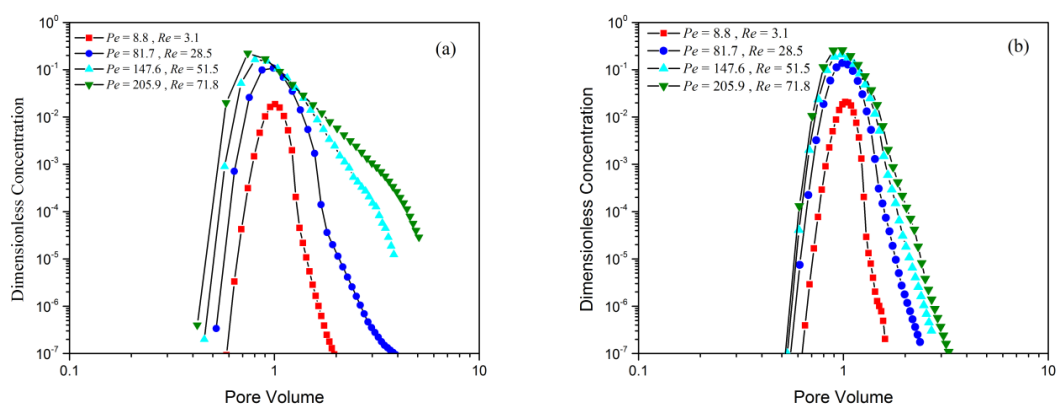 Dimensionless Concentration
10^0
10^-1
10^-2
10^-3
10^-4
10^-5
10^-6
10^-7
Pe = 8.8 , Re = 3.1
Pe = 81.7 , Re = 28.5
Pe = 147.6 , Re = 51.5
Pe = 205.9 , Re = 71.8
(a)
0.1
1
10
Pore Volume
Dimensionless Concentration
10^0
10^-1
10^-2
10^-3
10^-4
10^-5
10^-6
10^-7
Pe = 8.8 , Re = 3.1
Pe = 81.7 , Re = 28.5
Pe = 147.6 , Re = 51.5
Pe = 205.9 , Re = 71.8
(b)
0.1
1
10
Pore Volume